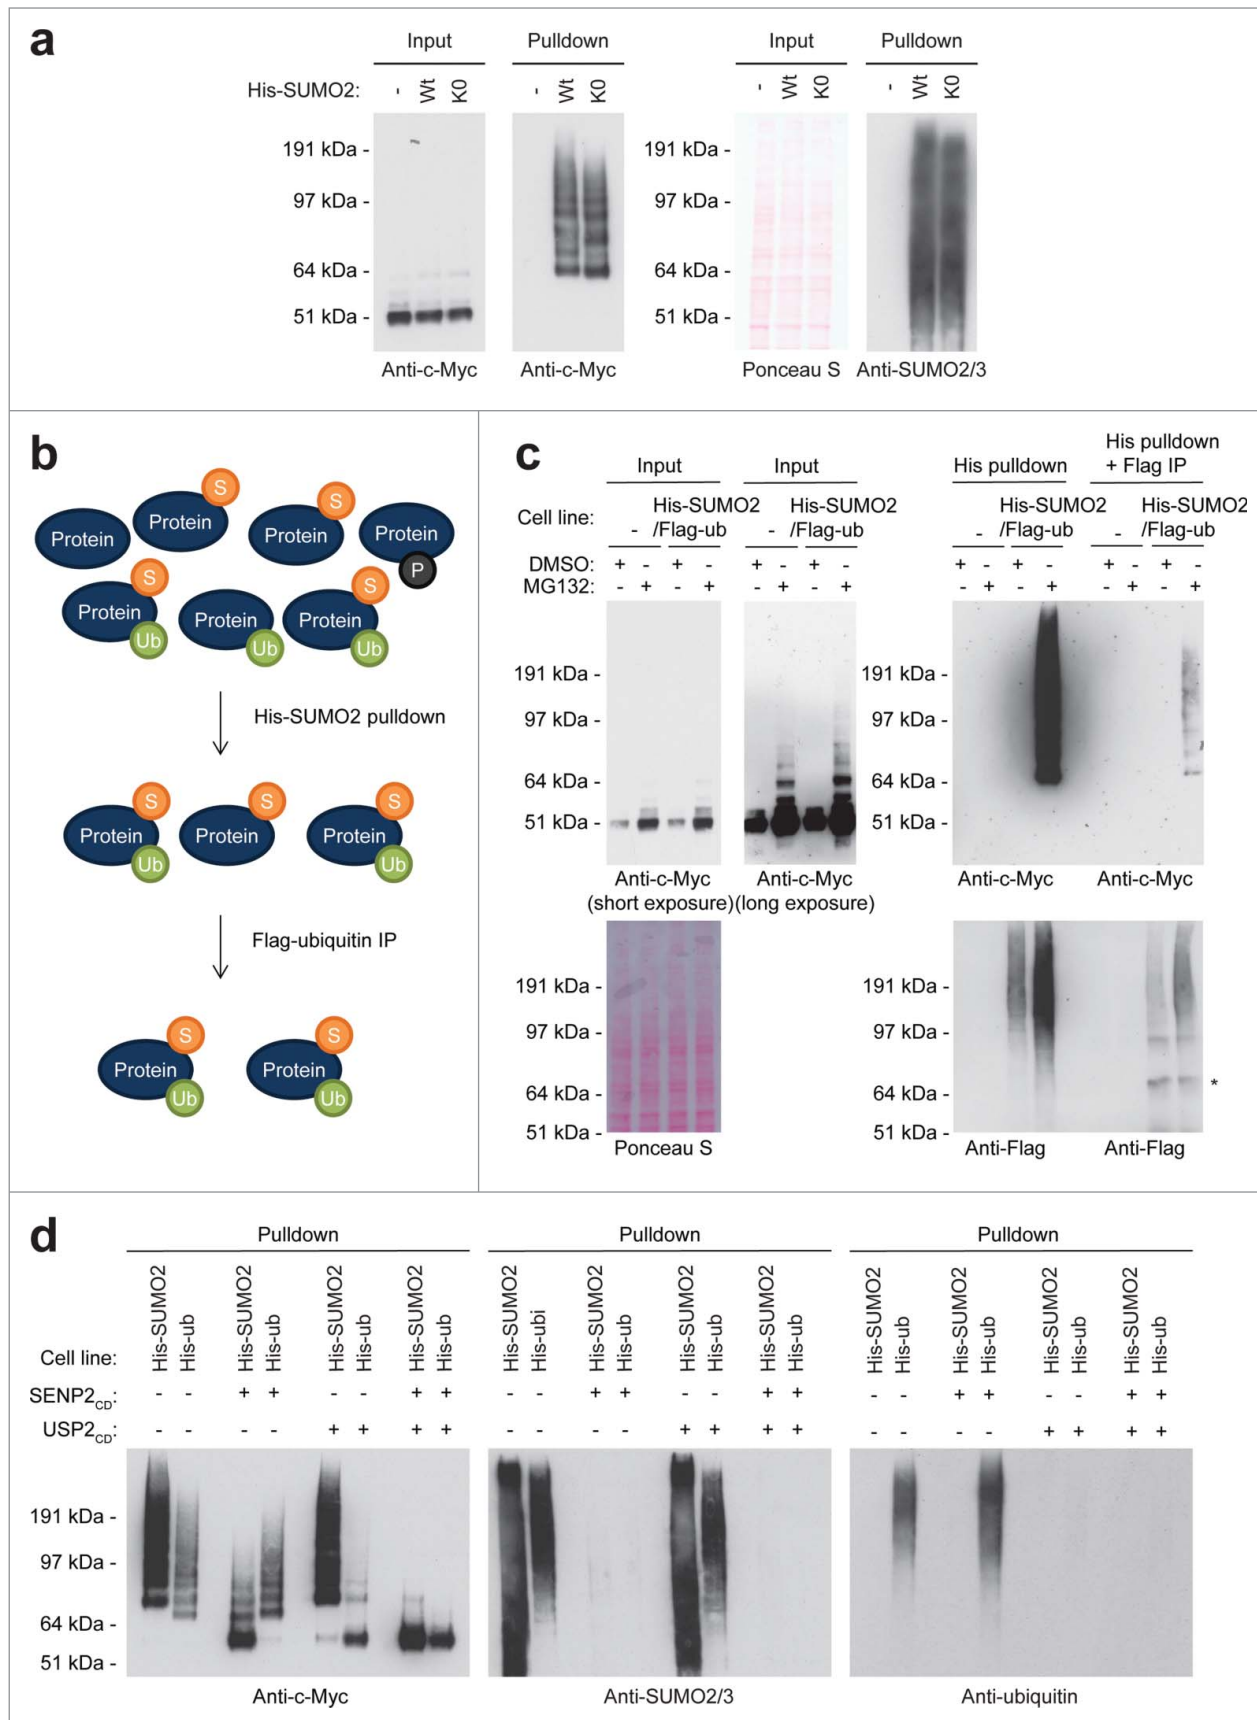 a
Input Pulldown Input Pulldown
His-SUMO2: - Wt K0 - Wt K0 - Wt K0 - Wt K0
191 kDa - 191 kDa -
97 kDa - 97 kDa -
64 kDa - 64 kDa -
51 kDa - 51 kDa -
Anti-c-Myc Anti-c-Myc Ponceau S Anti-SUMO2/3
b
Protein S
Protein S
Protein
Protein P
Protein S Ub
Protein Ub
Protein S Ub
His-SUMO2 pulldown
Protein S Ub
Protein S
Protein S Ub
Flag-ubiquitin IP
Protein S Ub
Protein S Ub
c
Input Input His pulldown His pulldown
+ Flag IP
Cell line: - His-SUMO2 /Flag-ub - His-SUMO2 /Flag-ub - His-SUMO2 /Flag-ub - His-SUMO2 /Flag-ub
DMSO: + - + - + - + - + - + - + - + -
MG132: - + - + - + - + - + - + - + - +
191 kDa - 191 kDa -
97 kDa - 97 kDa -
64 kDa - 64 kDa -
51 kDa - 51 kDa -
Anti-c-Myc Anti-c-Myc Anti-c-Myc Anti-c-Myc
(short exposure) (long exposure)
191 kDa - 191 kDa -
97 kDa - 97 kDa -
64 kDa - 64 kDa - *
51 kDa - 51 kDa -
Ponceau S Anti-Flag Anti-Flag
d
Pulldown Pulldown Pulldown
Cell line: His-SUMO2 His-ub His-SUMO2 His-ub His-SUMO2 His-ubi His-SUMO2 His-ub His-SUMO2 His-ubi His-SUMO2 His-ub His-SUMO2 His-ub His-SUMO2 His-ub His-SUMO2 His-ub His-SUMO2 His-ub His-SUMO2 His-ub His-SUMO2 His-ub
SENP2CD: - - + + - - + + - - + + - - + + - - + + - - + +
USP2CD: - - - - + + + + - - - - + + + + - - - - + + + +
191 kDa -
97 kDa -
64 kDa -
51 kDa -
Anti-c-Myc Anti-SUMO2/3 Anti-ubiquitin